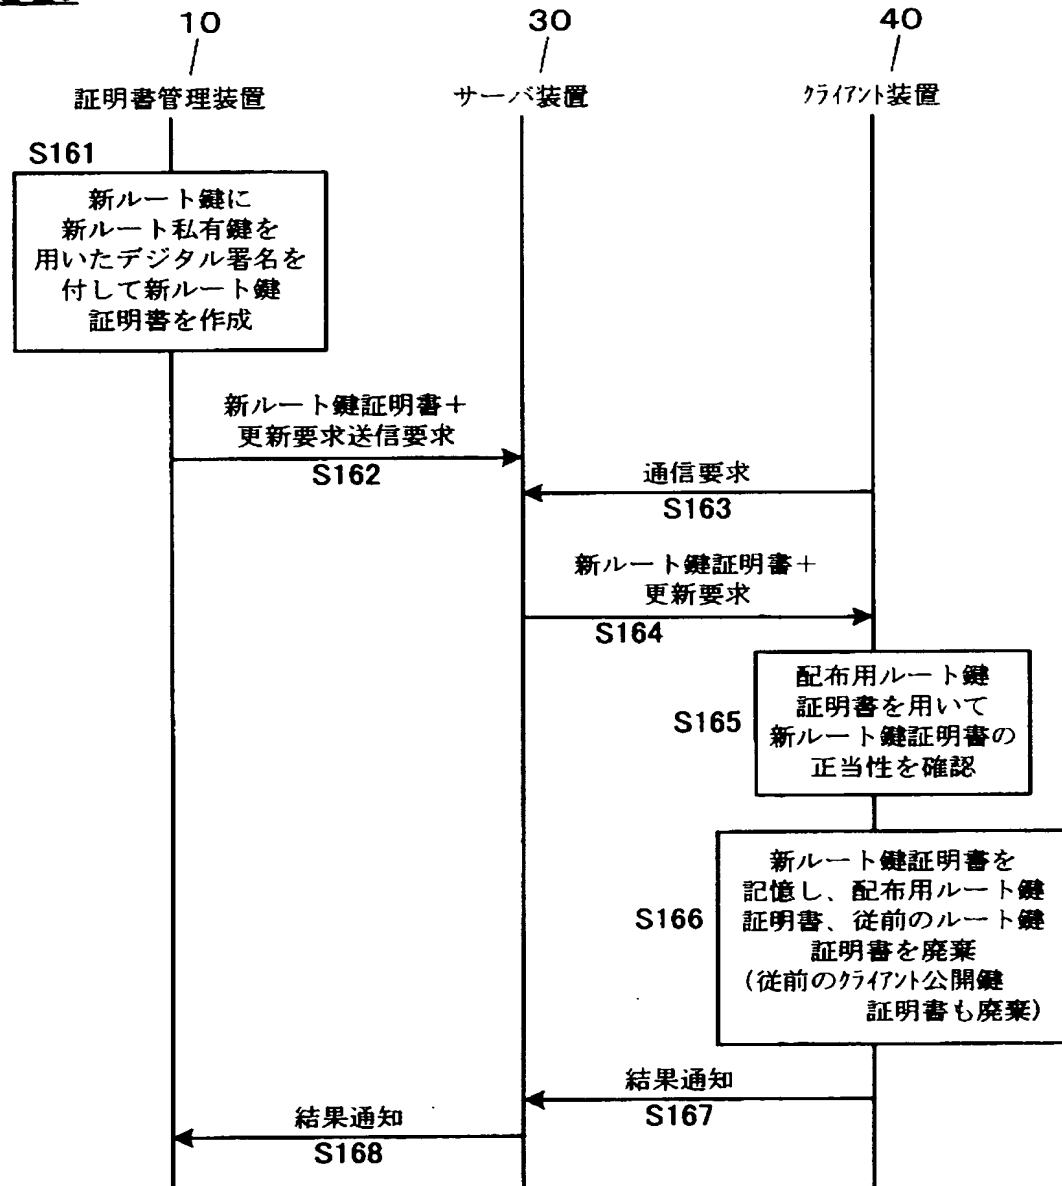 10
30
40
証明書管理装置
サーバ装置
クライアント装置
S161
新ルート鍵に
新ルート私有鍵を
用いたデジタル署名を
付して新ルート鍵
証明書を作成
新ルート鍵証明書＋
更新要求送信要求
S162
通信要求
S163
新ルート鍵証明書＋
更新要求
S164
配布用ルート鍵
証明書を用いて
新ルート鍵証明書の
正当性を確認
S165
新ルート鍵証明書を
記憶し、配布用ルート鍵
証明書、従前のルート鍵
証明書を廃棄
(従前のクライアント公開鍵
証明書も廃棄)
S166
結果通知
S167
結果通知
S168